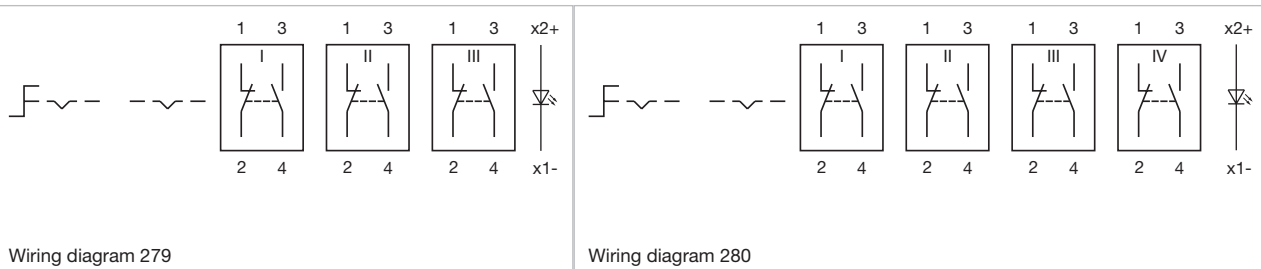 1 3 1 3 1 3 x2+
I II III
2 4 2 4 2 4 x1-
Wiring diagram 279
1 3 1 3 1 3 1 3 x2+
I II III IV
2 4 2 4 2 4 2 4 x1-
Wiring diagram 280